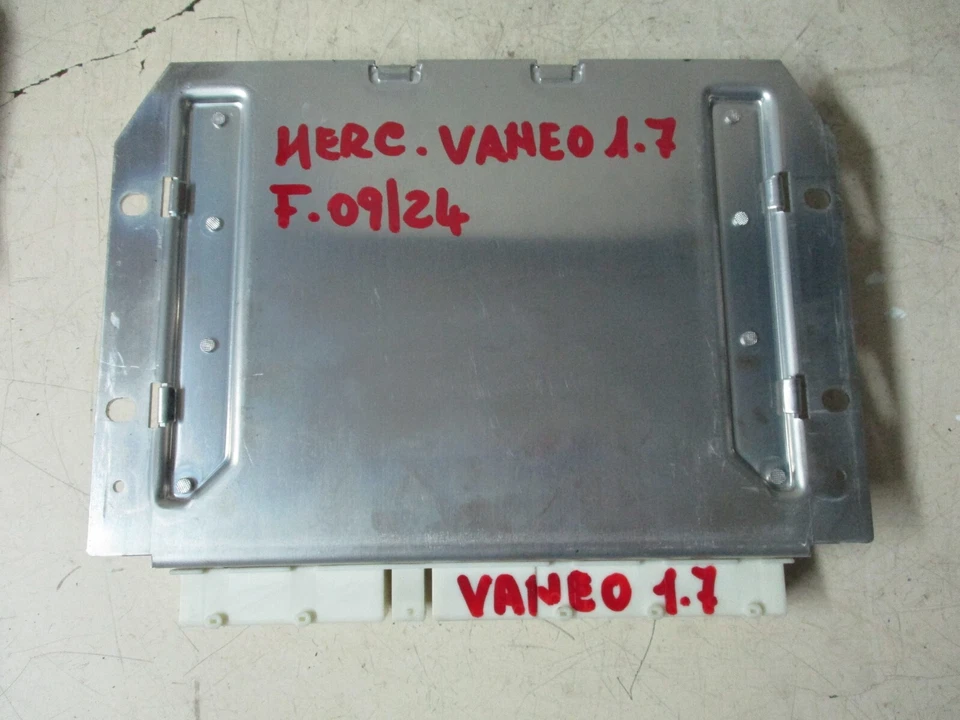 MERC. VANEO 1.7
F. 09/24
VANEO 1.7